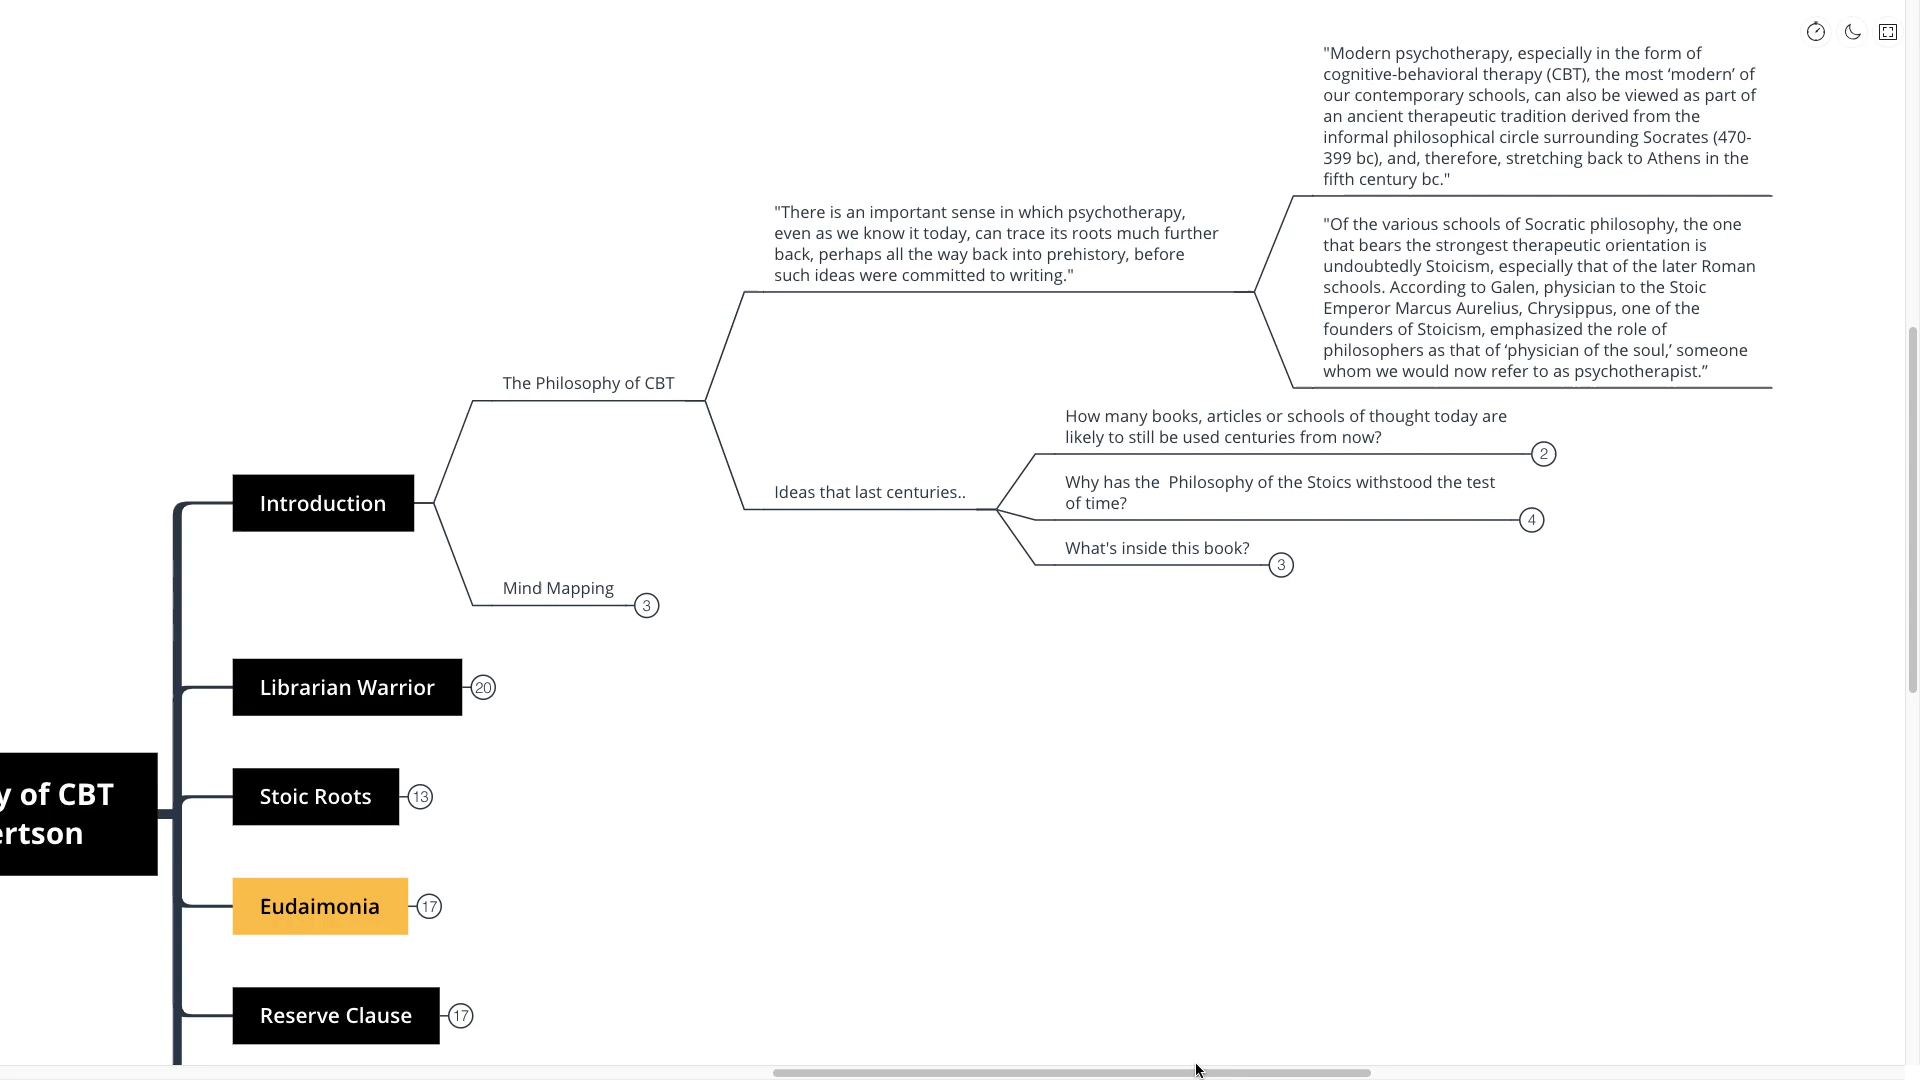 "Modern psychotherapy, especially in the form of
cognitive-behavioral therapy (CBT), the most ‘modern’ of
our contemporary schools, can also be viewed as part of
an ancient therapeutic tradition derived from the
informal philosophical circle surrounding Socrates (470-
399 bc), and, therefore, stretching back to Athens in the
fifth century bc."
"There is an important sense in which psychotherapy,
even as we know it today, can trace its roots much further
back, perhaps all the way back into prehistory, before
such ideas were committed to writing."
"Of the various schools of Socratic philosophy, the one
that bears the strongest therapeutic orientation is
undoubtedly Stoicism, especially that of the later Roman
schools. According to Galen, physician to the Stoic
Emperor Marcus Aurelius, Chrysippus, one of the
founders of Stoicism, emphasized the role of
philosophers as that of ‘physician of the soul,’ someone
whom we would now refer to as psychotherapist.”
The Philosophy of CBT
How many books, articles or schools of thought today are
likely to still be used centuries from now?
2
Ideas that last centuries..
Why has the  Philosophy of the Stoics withstood the test
of time?
4
What's inside this book?
3
Introduction
Mind Mapping
3
Librarian Warrior
20
y of CBT
ertson
Stoic Roots
13
Eudaimonia
17
Reserve Clause
17